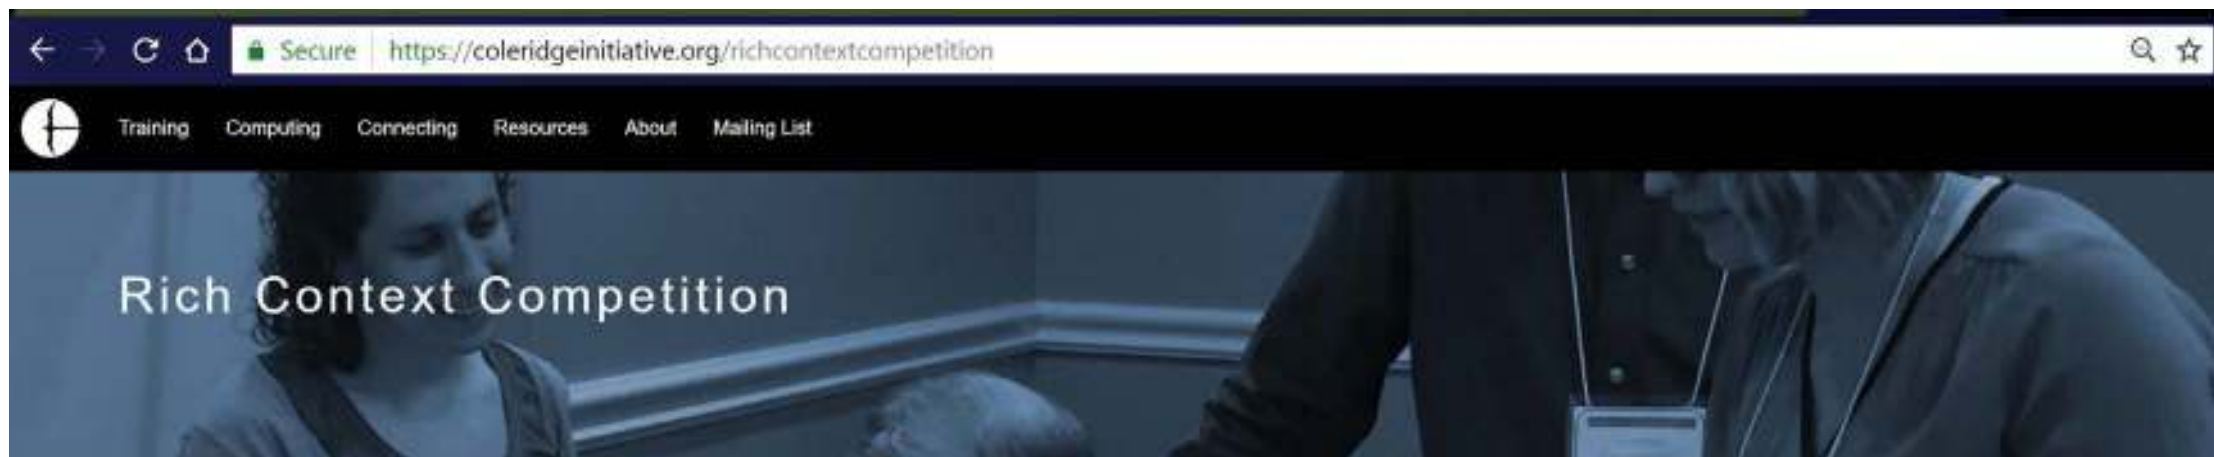 Secure https://coleridgeinitiative.org/richcontextcompetition
Training Computing Connecting Resources About Mailing List
Rich Context Competition